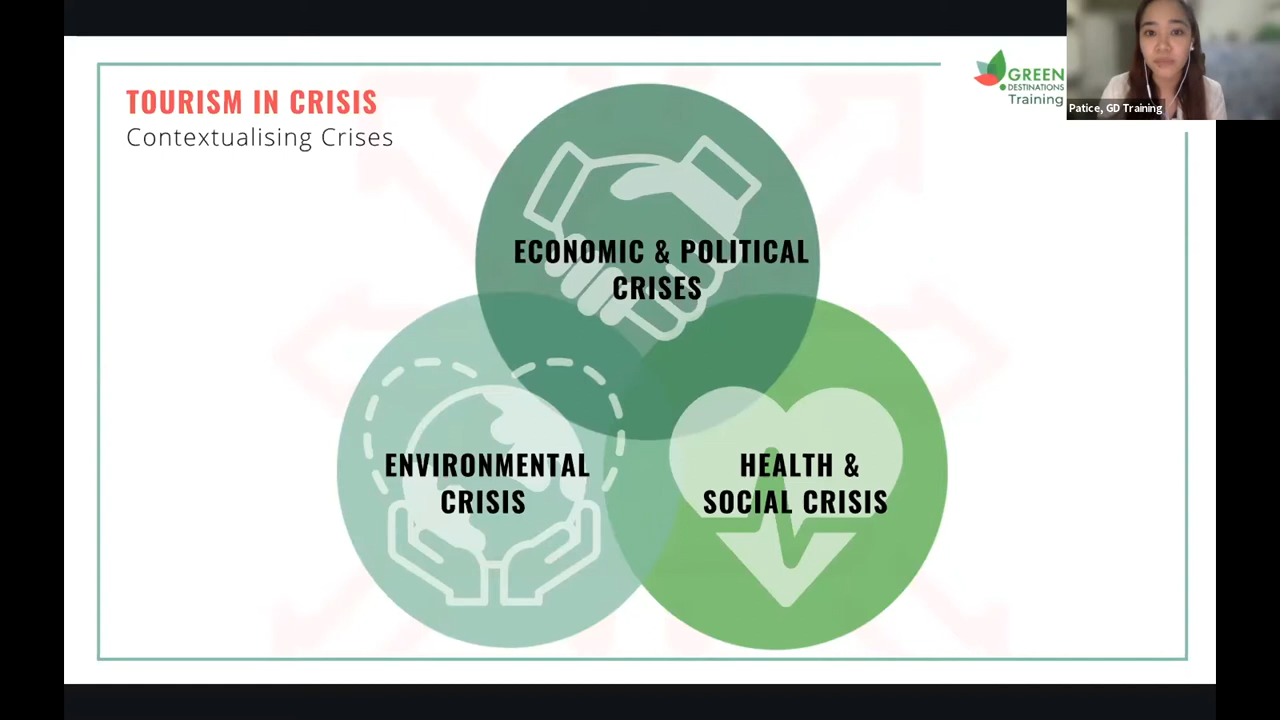 TOURISM IN CRISIS
Contextualising Crises
GREEN
DESTINATIONS
Training
Patice, GD Training
ECONOMIC & POLITICAL
CRISES
ENVIRONMENTAL
CRISIS
HEALTH &
SOCIAL CRISIS